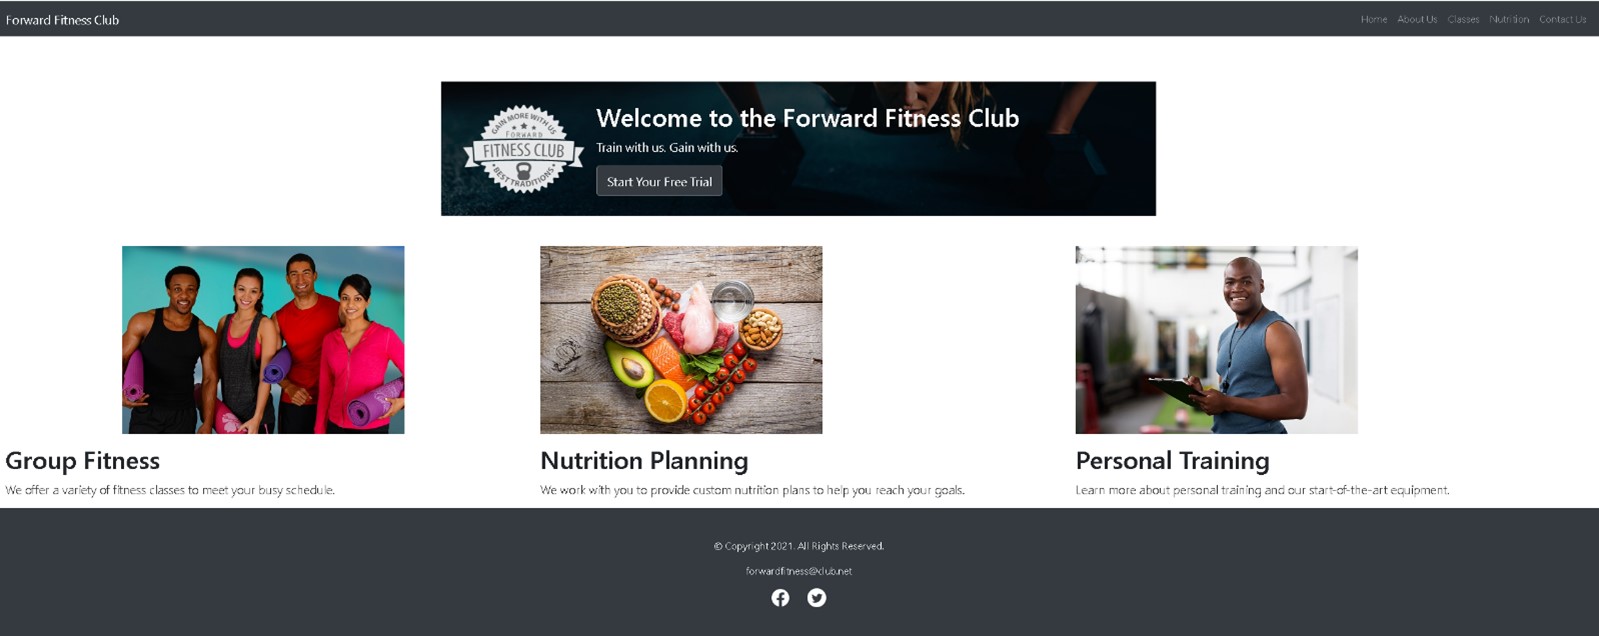 Forward Fitness Club
Home About Us Classes Nutrition Contact Us
GAIN MORE WITH US
FORWARD
FITNESS CLUB
BEST TRADITIONS
Welcome to the Forward Fitness Club
Train with us. Gain with us.
Start Your Free Trial
Group Fitness
We offer a variety of fitness classes to meet your busy schedule.
Nutrition Planning
We work with you to provide custom nutrition plans to help you reach your goals.
Personal Training
Learn more about personal training and our start-of-the-art equipment.
© Copyright 2021. All Rights Reserved.
forwardfitness@club.net